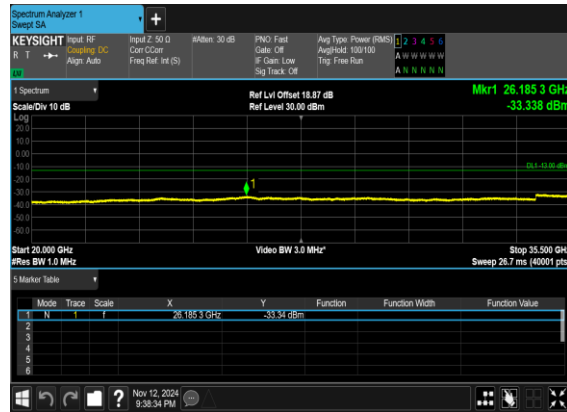 Spectrum Analyzer 1
Swept SA
+
KEYSIGHT Input: RF Input Z: 50 Ω #Atten: 30 dB PNO: Fast Avg Type: Power (RMS) 1 2 3 4 5 6
R T Coupling: DC Corr CCorr Gate: Off Avg|Hold: 100/100 A W W W W W
Align: Auto Freq Ref: Int (S) IF Gain: Low Trig: Free Run
Sig Track: Off A N N N N N
1 Spectrum Ref Lvl Offset 18.87 dB Mkr1 26.185 3 GHz
Scale/Div 10 dB Ref Level 30.00 dBm -33.338 dBm
Log
20.0
10.0
0.00
-10.0 DL1 -13.00 dBm
-20.0
-30.0 1
-40.0
-50.0
-60.0
Start 20.000 GHz Video BW 3.0 MHz* Stop 35.500 GHz
#Res BW 1.0 MHz Sweep 26.7 ms (40001 pts)
5 Marker Table
Mode Trace Scale X Y Function Function Width Function Value
1 N 1 f 26.185 3 GHz -33.34 dBm
2
3
4
5
6
? Nov 12, 2024
9:38:34 PM